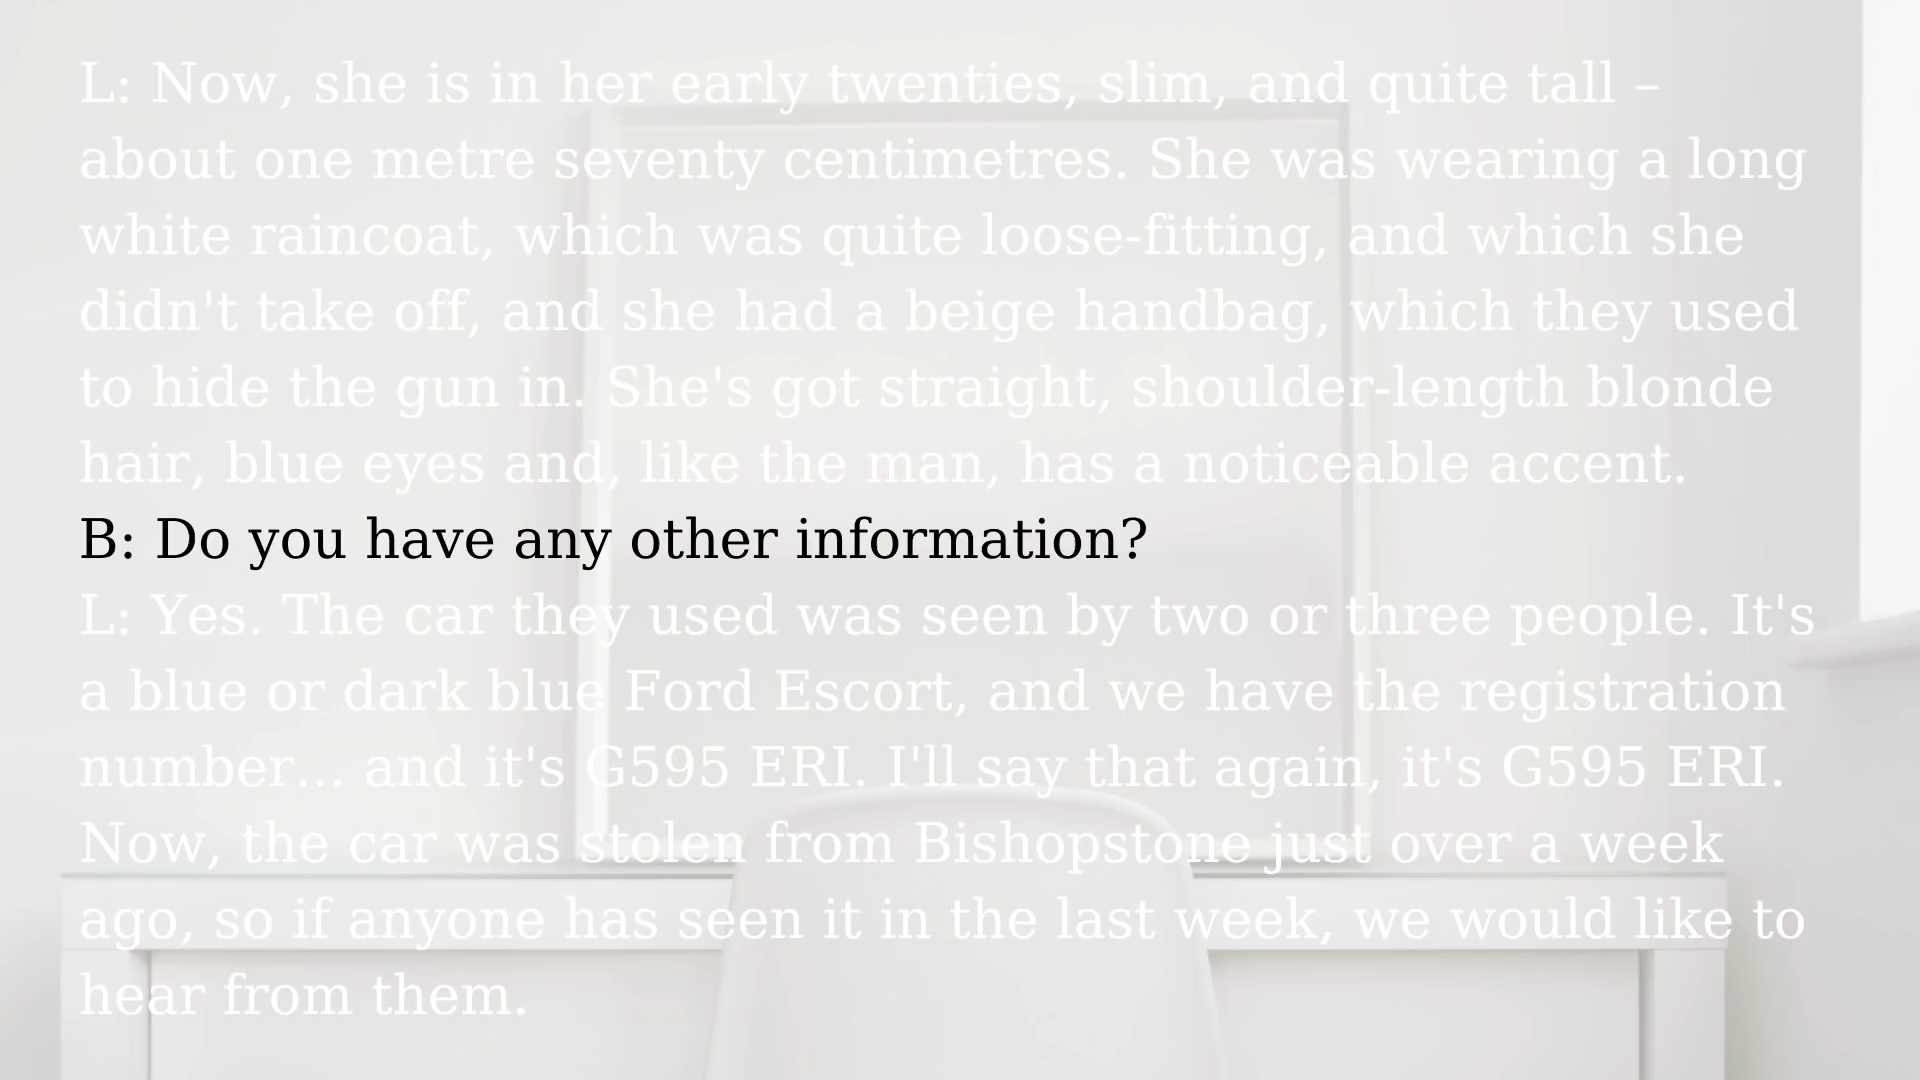 L: Now, she is in her early twenties, slim, and quite tall –
about one metre seventy centimetres. She was wearing a long
white raincoat, which was quite loose-fitting, and which she
didn't take off, and she had a beige handbag, which they used
to hide the gun in. She's got straight, shoulder-length blonde
hair, blue eyes and, like the man, has a noticeable accent.
B: Do you have any other information?
L: Yes. The car they used was seen by two or three people. It's
a blue or dark blue Ford Escort, and we have the registration
number... and it's G595 ERI. I'll say that again, it's G595 ERI.
Now, the car was stolen from Bishopstone just over a week
ago, so if anyone has seen it in the last week, we would like to
hear from them.